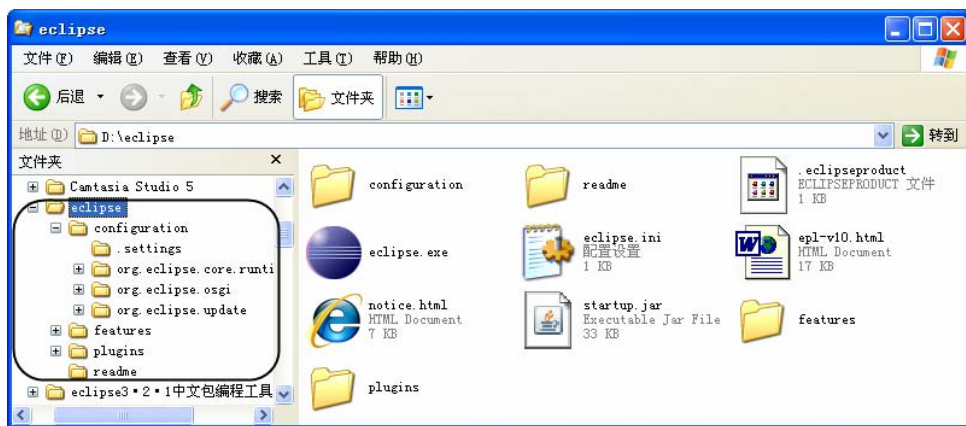 eclipse
文件(F) 编辑(E) 查看(V) 收藏(A) 工具(T) 帮助(H)
后退 搜索 文件夹
地址(D) D:\eclipse 转到
文件夹
Camtasia Studio 5
eclipse
configuration
.settings
org.eclipse.core.runti
org.eclipse.osgi
org.eclipse.update
features
plugins
readme
eclipse3·2·1中文包编程工具
configuration
readme
.eclipseproduct
ECLIPSEPRODUCT 文件
1 KB
eclipse.exe
eclipse.ini
配置设置
1 KB
epl-v10.html
HTML Document
17 KB
notice.html
HTML Document
7 KB
startup.jar
Executable Jar File
33 KB
features
plugins